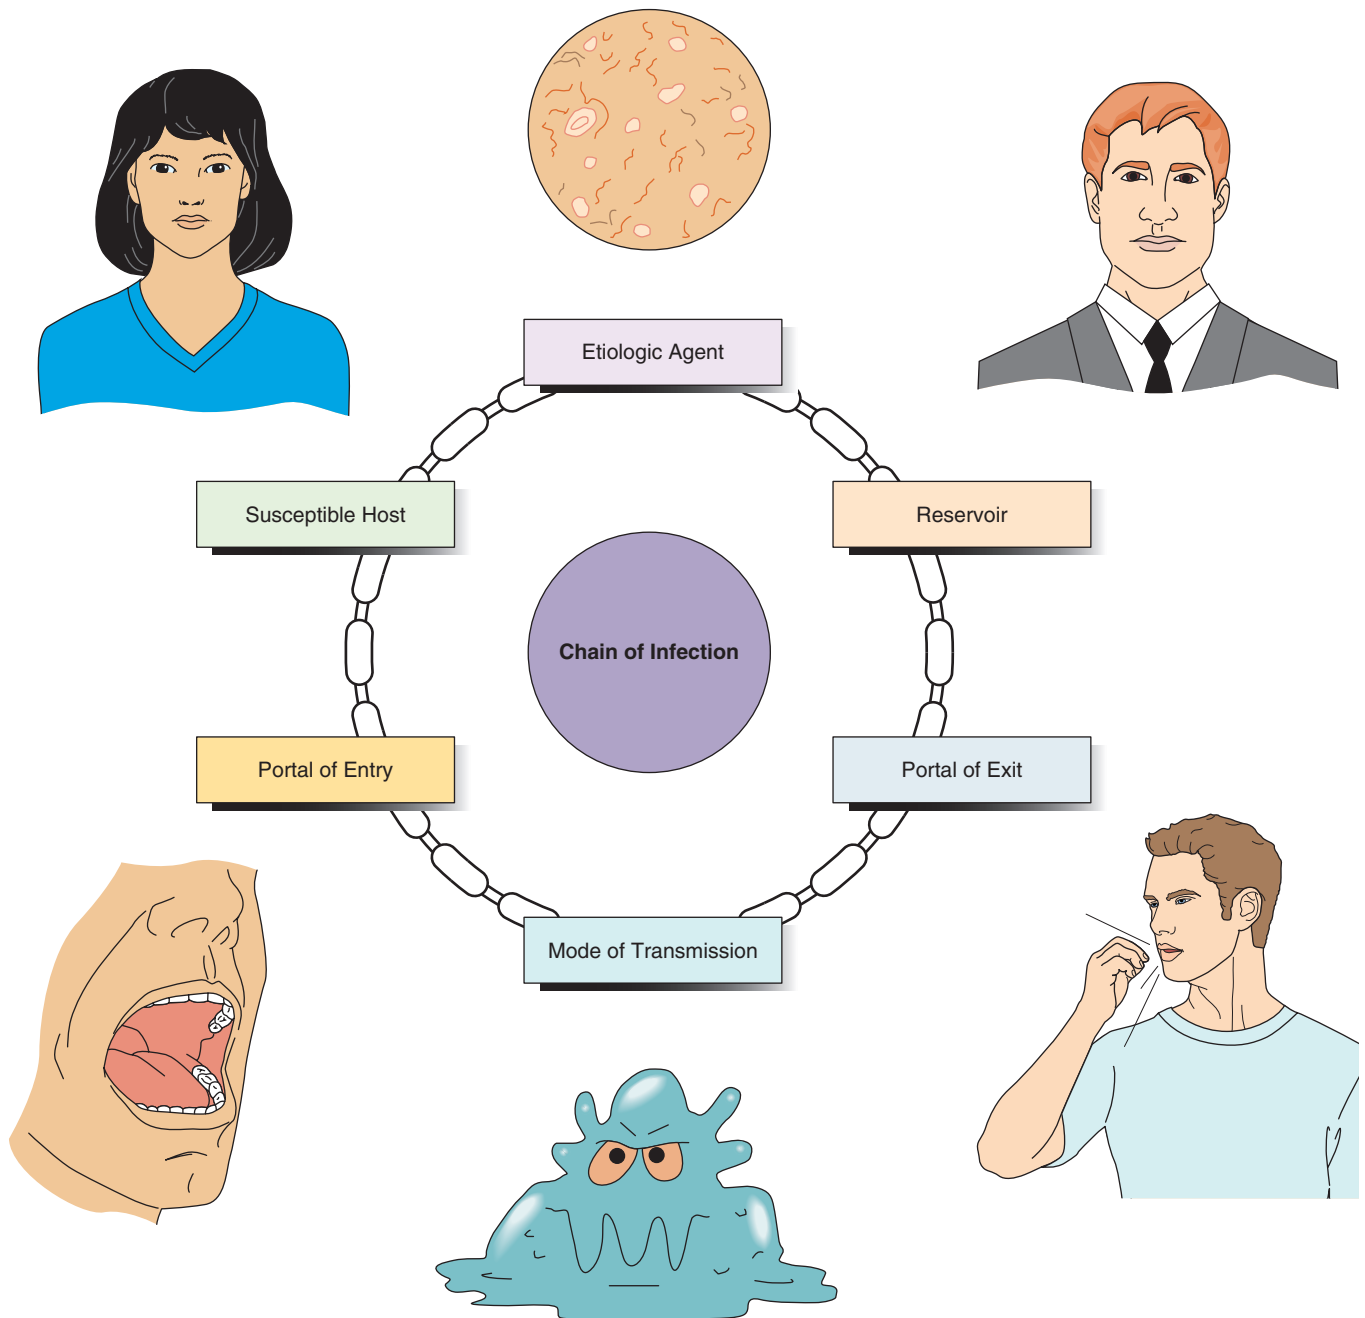 Etiologic Agent
Susceptible Host
Reservoir
Chain of Infection
Portal of Entry
Portal of Exit
Mode of Transmission